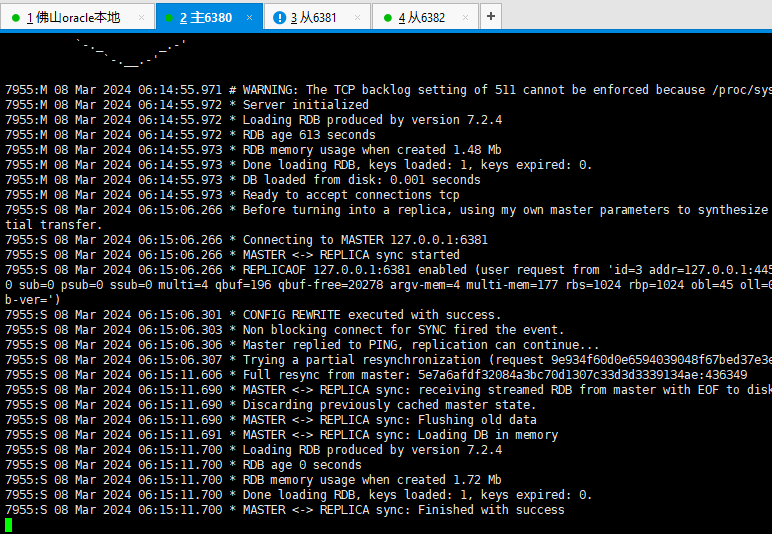 1 佛山oracle本地 × 2 主6380 × 3 从6381 × 4 从6382 × +
`-._ _.-'
`-.__.-'
7955:M 08 Mar 2024 06:14:55.971 # WARNING: The TCP backlog setting of 511 cannot be enforced because /proc/sys
7955:M 08 Mar 2024 06:14:55.972 * Server initialized
7955:M 08 Mar 2024 06:14:55.972 * Loading RDB produced by version 7.2.4
7955:M 08 Mar 2024 06:14:55.972 * RDB age 613 seconds
7955:M 08 Mar 2024 06:14:55.973 * RDB memory usage when created 1.48 Mb
7955:M 08 Mar 2024 06:14:55.973 * Done loading RDB, keys loaded: 1, keys expired: 0.
7955:M 08 Mar 2024 06:14:55.973 * DB loaded from disk: 0.001 seconds
7955:M 08 Mar 2024 06:14:55.973 * Ready to accept connections tcp
7955:S 08 Mar 2024 06:15:06.266 * Before turning into a replica, using my own master parameters to synthesize
tial transfer.
7955:S 08 Mar 2024 06:15:06.266 * Connecting to MASTER 127.0.0.1:6381
7955:S 08 Mar 2024 06:15:06.266 * MASTER <-> REPLICA sync started
7955:S 08 Mar 2024 06:15:06.266 * REPLICAOF 127.0.0.1:6381 enabled (user request from 'id=3 addr=127.0.0.1:445
0 sub=0 psub=0 ssub=0 multi=4 qbuf=196 qbuf-free=20278 argv-mem=4 multi-mem=177 rbs=1024 rbp=1024 obl=45 oll=0
b-ver=')
7955:S 08 Mar 2024 06:15:06.301 * CONFIG REWRITE executed with success.
7955:S 08 Mar 2024 06:15:06.303 * Non blocking connect for SYNC fired the event.
7955:S 08 Mar 2024 06:15:06.306 * Master replied to PING, replication can continue...
7955:S 08 Mar 2024 06:15:06.307 * Trying a partial resynchronization (request 9e934f60d0e6594039048f67bed37e3e
7955:S 08 Mar 2024 06:15:11.606 * Full resync from master: 5e7a6afdf32084a3bc70d1307c33d3d3339134ae:436349
7955:S 08 Mar 2024 06:15:11.690 * MASTER <-> REPLICA sync: receiving streamed RDB from master with EOF to disk
7955:S 08 Mar 2024 06:15:11.690 * Discarding previously cached master state.
7955:S 08 Mar 2024 06:15:11.690 * MASTER <-> REPLICA sync: Flushing old data
7955:S 08 Mar 2024 06:15:11.691 * MASTER <-> REPLICA sync: Loading DB in memory
7955:S 08 Mar 2024 06:15:11.700 * Loading RDB produced by version 7.2.4
7955:S 08 Mar 2024 06:15:11.700 * RDB age 0 seconds
7955:S 08 Mar 2024 06:15:11.700 * RDB memory usage when created 1.72 Mb
7955:S 08 Mar 2024 06:15:11.700 * Done loading RDB, keys loaded: 1, keys expired: 0.
7955:S 08 Mar 2024 06:15:11.700 * MASTER <-> REPLICA sync: Finished with success